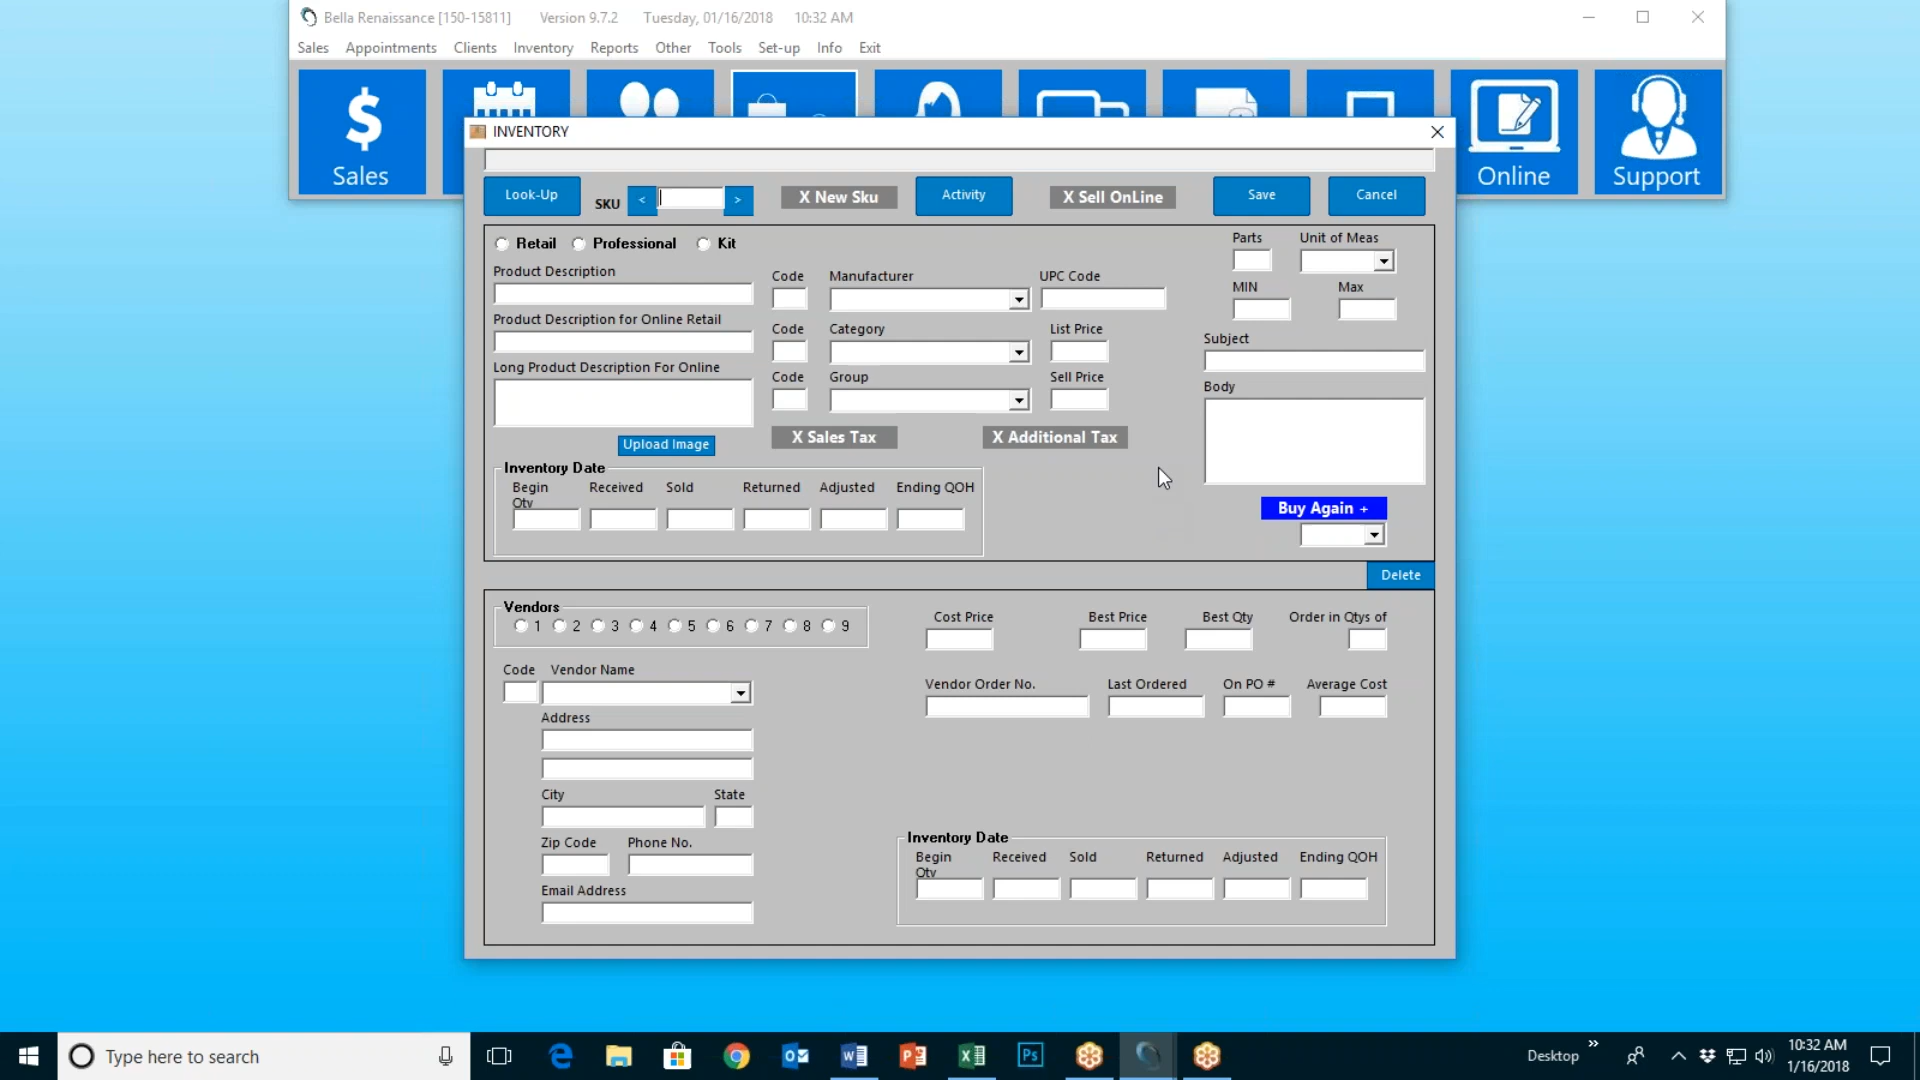 Bella Renaissance [150-15811] Version 9.7.2 Tuesday, 01/16/2018 10:32 AM
Sales Appointments Clients Inventory Reports Other Tools Set-up Info Exit
Sales
Online
Support
INVENTORY
Look-Up SKU < > X New Sku Activity X Sell OnLine Save Cancel
Retail Professional Kit
Parts Unit of Meas
Product Description Code Manufacturer UPC Code
MIN Max
Product Description for Online Retail Code Category List Price
Subject
Long Product Description For Online Code Group Sell Price
Body
Upload Image X Sales Tax X Additional Tax
Inventory Date
Begin Qty Received Sold Returned Adjusted Ending QOH
Buy Again +
Delete
Vendors
1 2 3 4 5 6 7 8 9
Cost Price Best Price Best Qty Order in Qtys of
Code Vendor Name
Vendor Order No. Last Ordered On PO # Average Cost
Address
City State
Zip Code Phone No.
Email Address
Inventory Date
Begin Qty Received Sold Returned Adjusted Ending QOH
Type here to search
Desktop »
10:32 AM
1/16/2018